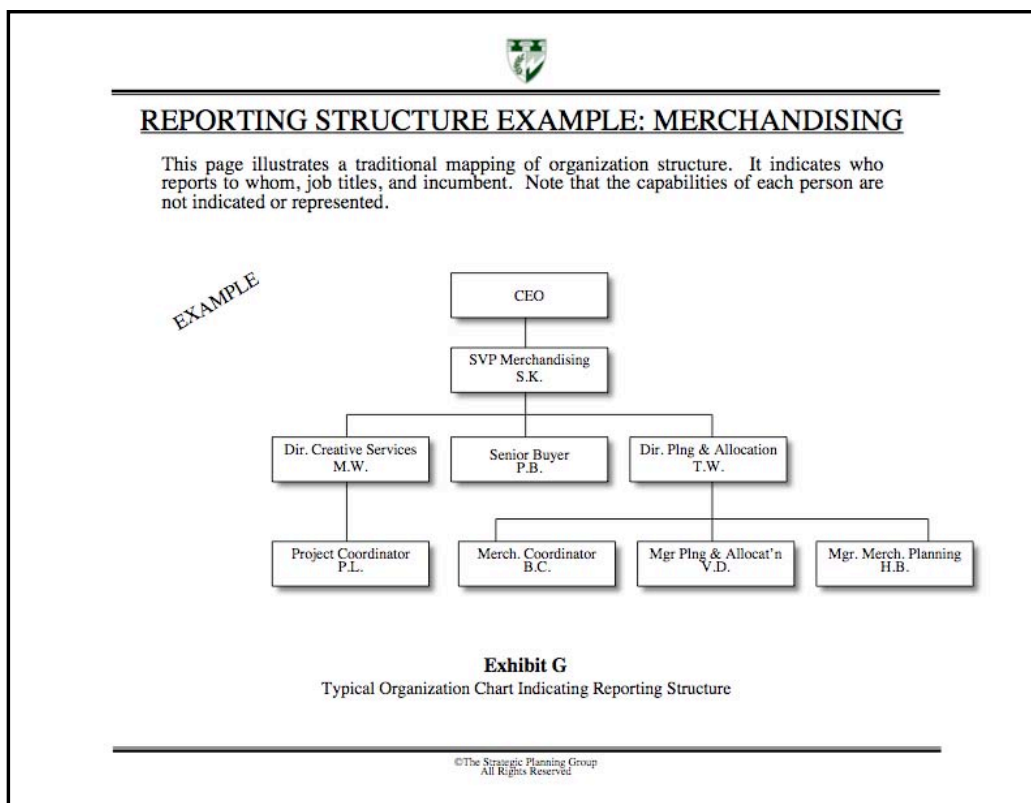 REPORTING STRUCTURE EXAMPLE: MERCHANDISING
This page illustrates a traditional mapping of organization structure. It indicates who
reports to whom, job titles, and incumbent. Note that the capabilities of each person are
not indicated or represented.
EXAMPLE
CEO
SVP Merchandising
S.K.
Dir. Creative Services
M.W.
Senior Buyer
P.B.
Dir. Plng & Allocation
T.W.
Project Coordinator
P.L.
Merch. Coordinator
B.C.
Mgr Plng & Allocat'n
V.D.
Mgr. Merch. Planning
H.B.
Exhibit G
Typical Organization Chart Indicating Reporting Structure
©The Strategic Planning Group
All Rights Reserved